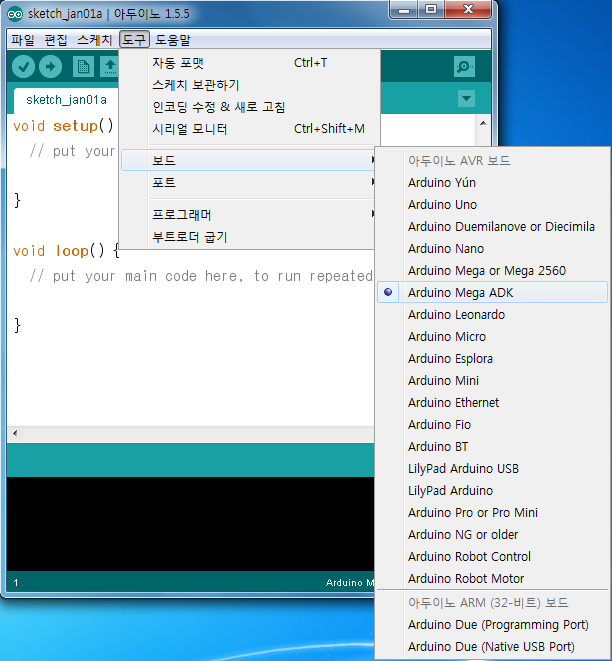 sketch_jan01a | 아두이노 1.5.5
파일 편집 스케치 도구 도움말
자동 포맷 Ctrl+T
스케치 보관하기
인코딩 수정 & 새로 고침
시리얼 모니터 Ctrl+Shift+M
보드
포트
프로그래머
부트로더 굽기
sketch_jan01a
void setup()
// put your
}
void loop() {
// put your main code here, to run repeated
}
1 Arduino M
아두이노 AVR 보드
Arduino Yún
Arduino Uno
Arduino Duemilanove or Diecimila
Arduino Nano
Arduino Mega or Mega 2560
Arduino Mega ADK
Arduino Leonardo
Arduino Micro
Arduino Esplora
Arduino Mini
Arduino Ethernet
Arduino Fio
Arduino BT
LilyPad Arduino USB
LilyPad Arduino
Arduino Pro or Pro Mini
Arduino NG or older
Arduino Robot Control
Arduino Robot Motor
아두이노 ARM (32-비트) 보드
Arduino Due (Programming Port)
Arduino Due (Native USB Port)